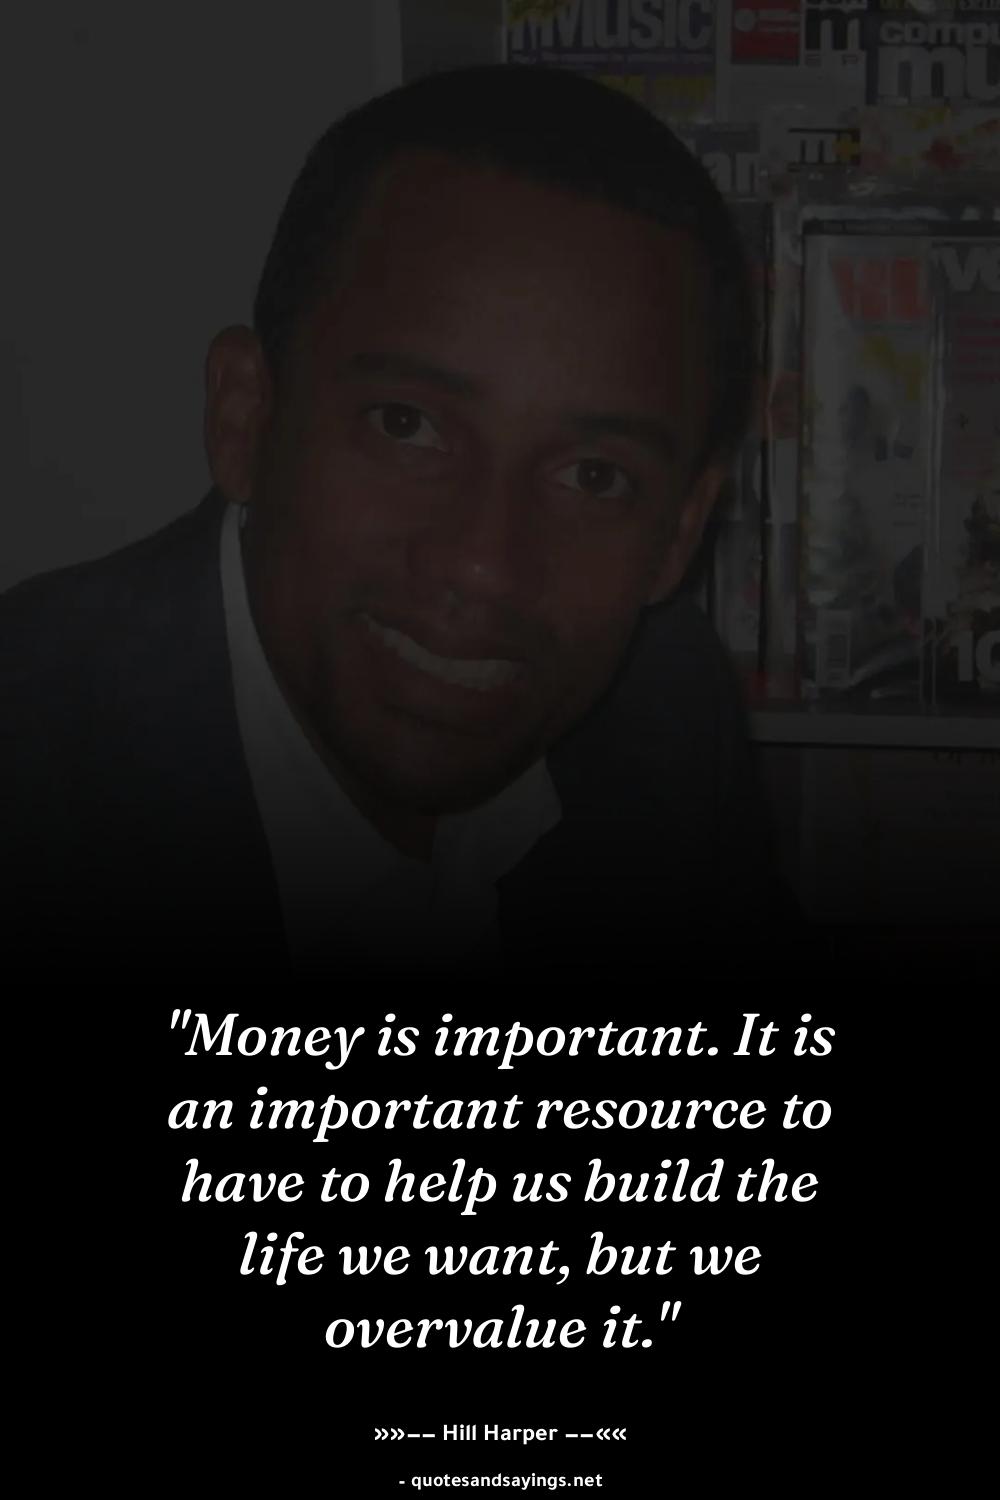 Music
"Money is important. It is
an important resource to
have to help us build the
life we want, but we
overvalue it."
»»−− Hill Harper −−««
- quotesandsayings.net